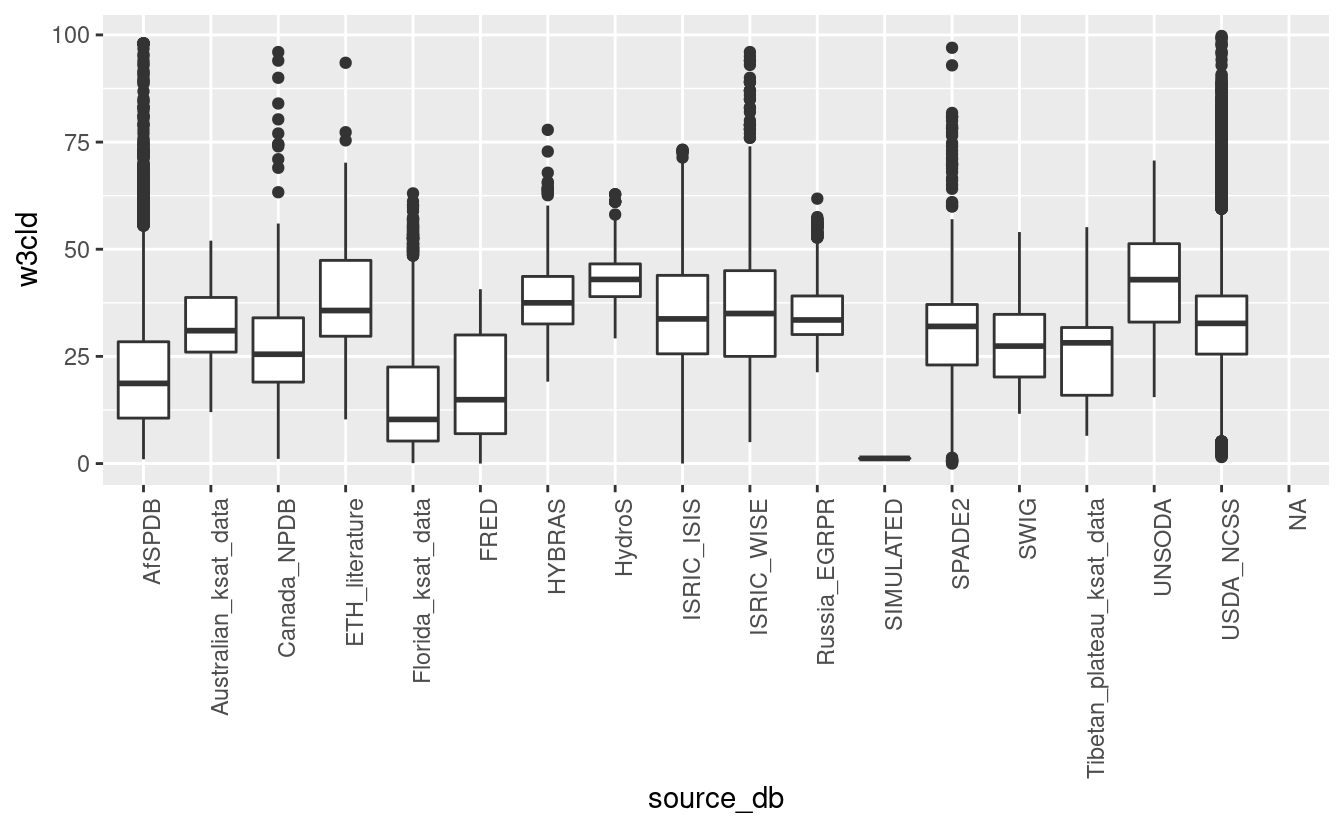 100
75
50
25
0
w3cld
AfSPDB
Australian_ksat_data
Canada_NPDB
ETH_literature
Florida_ksat_data
FRED
HYBRAS
HydroS
ISRIC_ISIS
ISRIC_WISE
Russia_EGRPR
SIMULATED
SPADE2
SWIG
Tibetan_plateau_ksat_data
UNSODA
USDA_NCSS
NA
source_db